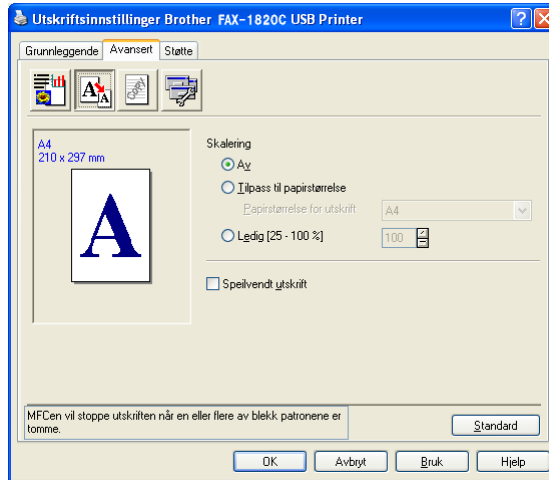 Utskriftsinnstillinger Brother FAX-1820C USB Printer
Grunnleggende Avansert Støtte
A4
210 x 297 mm
A
Skalering
Av
Tilpass til papirstørrelse
Papirstørrelse for utskrift A4
Ledig [25 - 100 %] 100
Speilvendt utskrift
MFCen vil stoppe utskriften når en eller flere av blekk patronene er
tomme.
Standard
OK Avbryt Bruk Hjelp